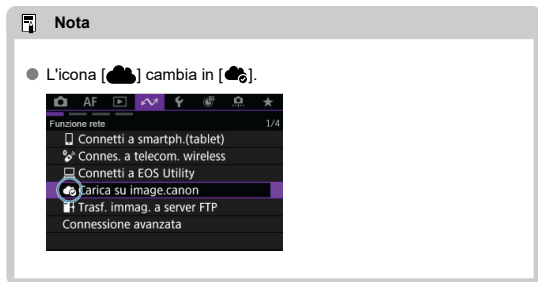 Nota
L'icona [ ] cambia in [ ].
AF
Funzione rete 1/4
Connetti a smartph.(tablet)
Connes. a telecom. wireless
Connetti a EOS Utility
Carica su image.canon
Trasf. immag. a server FTP
Connessione avanzata